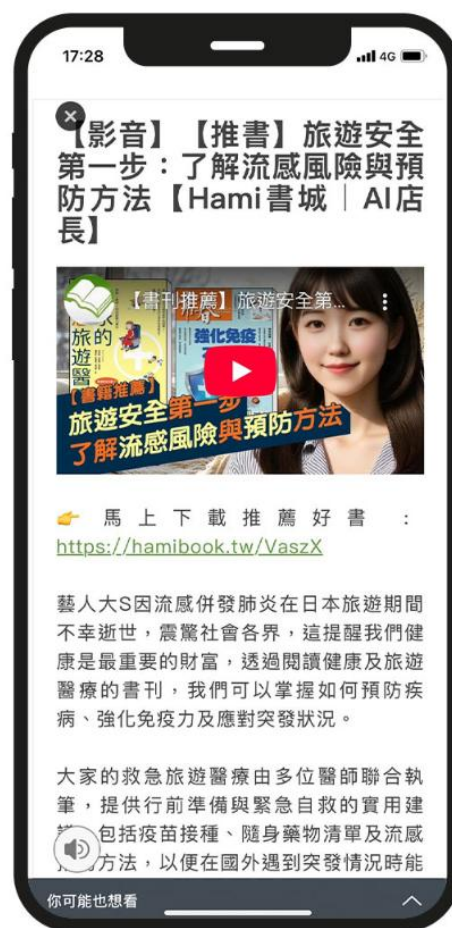 17:28
4G
【影音】【推書】旅遊安全
第一步：了解流感風險與預
防方法【Hami書城｜AI店
長】
【書刊推薦】旅遊安全第...
的
旅遊醫
強化免疫
【書籍推薦】
旅遊安全第一步
了解流感風險與預防方法
👉 馬上下載推薦好書：
https://hamibook.tw/VaszX
藝人大S因流感併發肺炎在日本旅遊期間
不幸逝世，震驚社會各界，這提醒我們健
康是最重要的財富，透過閱讀健康及旅遊
醫療的書刊，我們可以掌握如何預防疾
病、強化免疫力及應對突發狀況。
大家的救急旅遊醫療由多位醫師聯合執
筆，提供行前準備與緊急自救的實用建
包括疫苗接種、隨身藥物清單及流感
方法，以便在國外遇到突發情況時能
你可能也想看